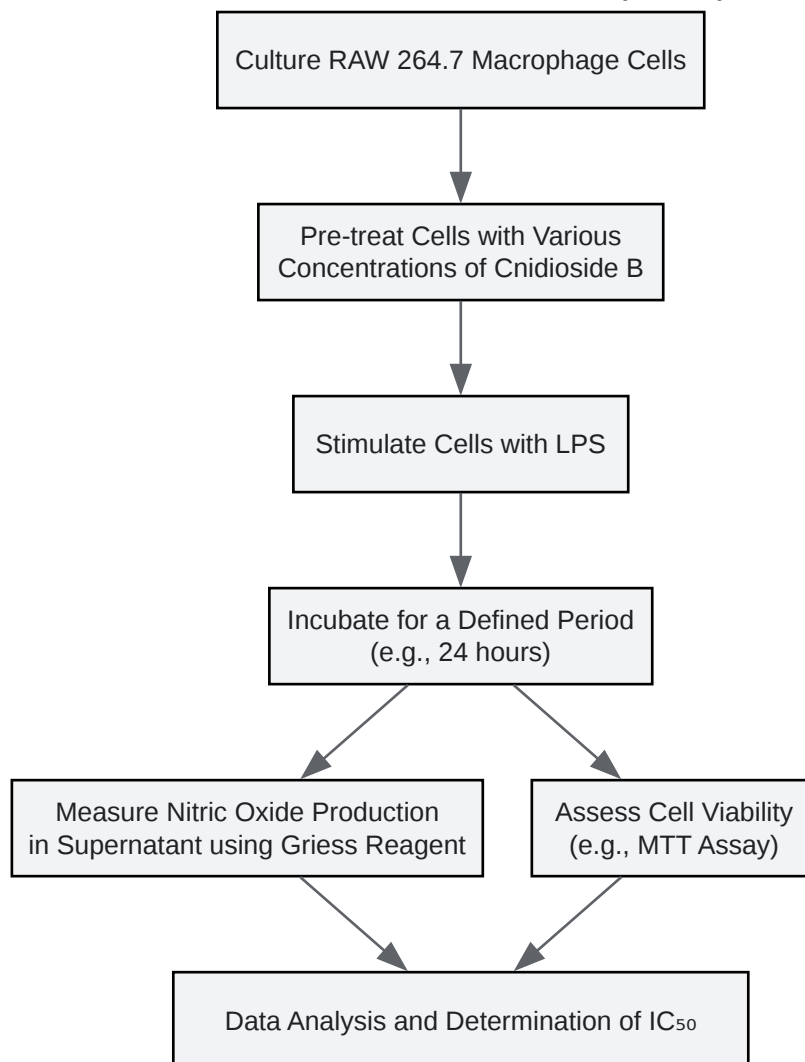 Culture RAW 264.7 Macrophage Cells
Pre-treat Cells with Various
Concentrations of Cnidioside B
Stimulate Cells with LPS
Incubate for a Defined Period
(e.g., 24 hours)
Measure Nitric Oxide Production
in Supernatant using Griess Reagent
Assess Cell Viability
(e.g., MTT Assay)
Data Analysis and Determination of IC₅₀